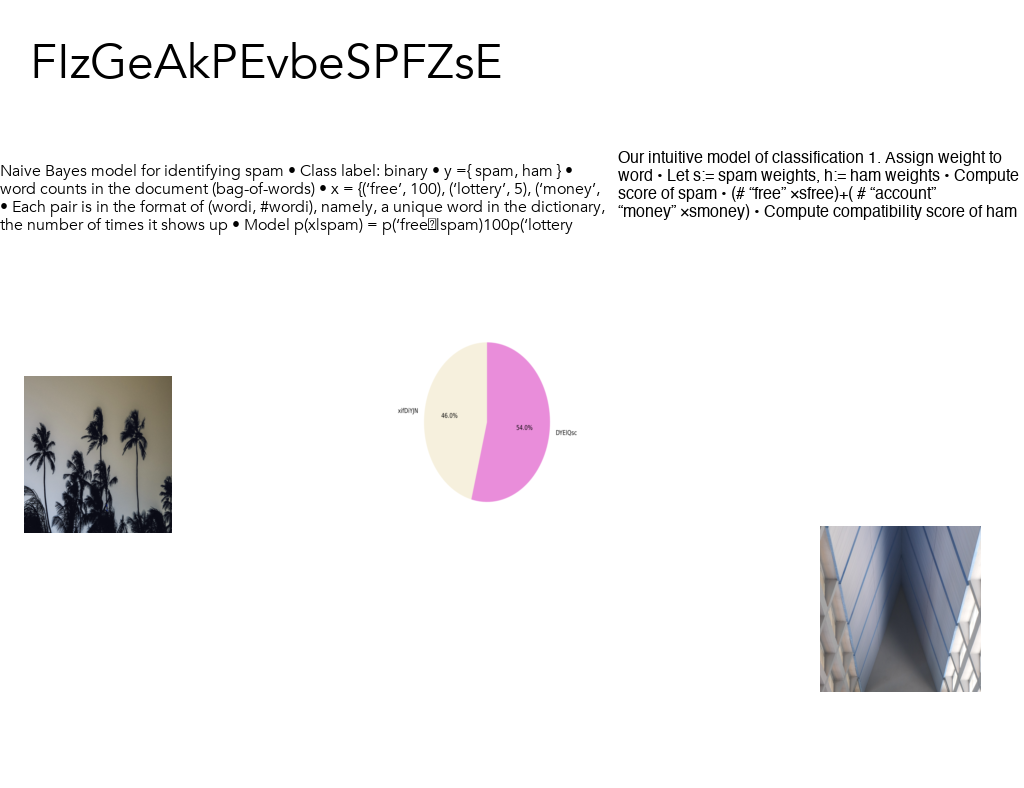 FIzGeAkPEvbeSPFZsE
Naive Bayes model for identifying spam • Class label: binary • y ={ spam, ham } •
word counts in the document (bag-of-words) • x = {(‘free’, 100), (‘lottery’, 5), (‘money’,
• Each pair is in the format of (wordi, #wordi), namely, a unique word in the dictionary,
the number of times it shows up • Model p(x|spam) = p(‘free|spam)100p(‘lottery
Our intuitive model of classification 1. Assign weight to
word • Let s:= spam weights, h:= ham weights • Compute
score of spam • (# “free” ×sfree)+( # “account”
“money” ×smoney) • Compute compatibility score of ham
46.0%
54.0%